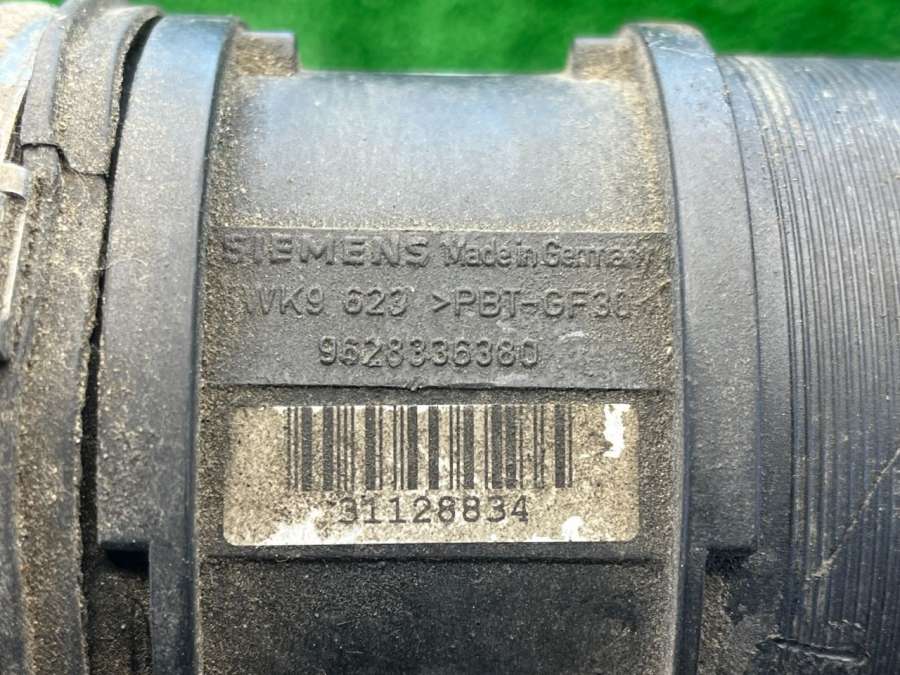 SIEMENS Made in Germany
WK9 623 >PBT-GF30<
9628336380
31128834